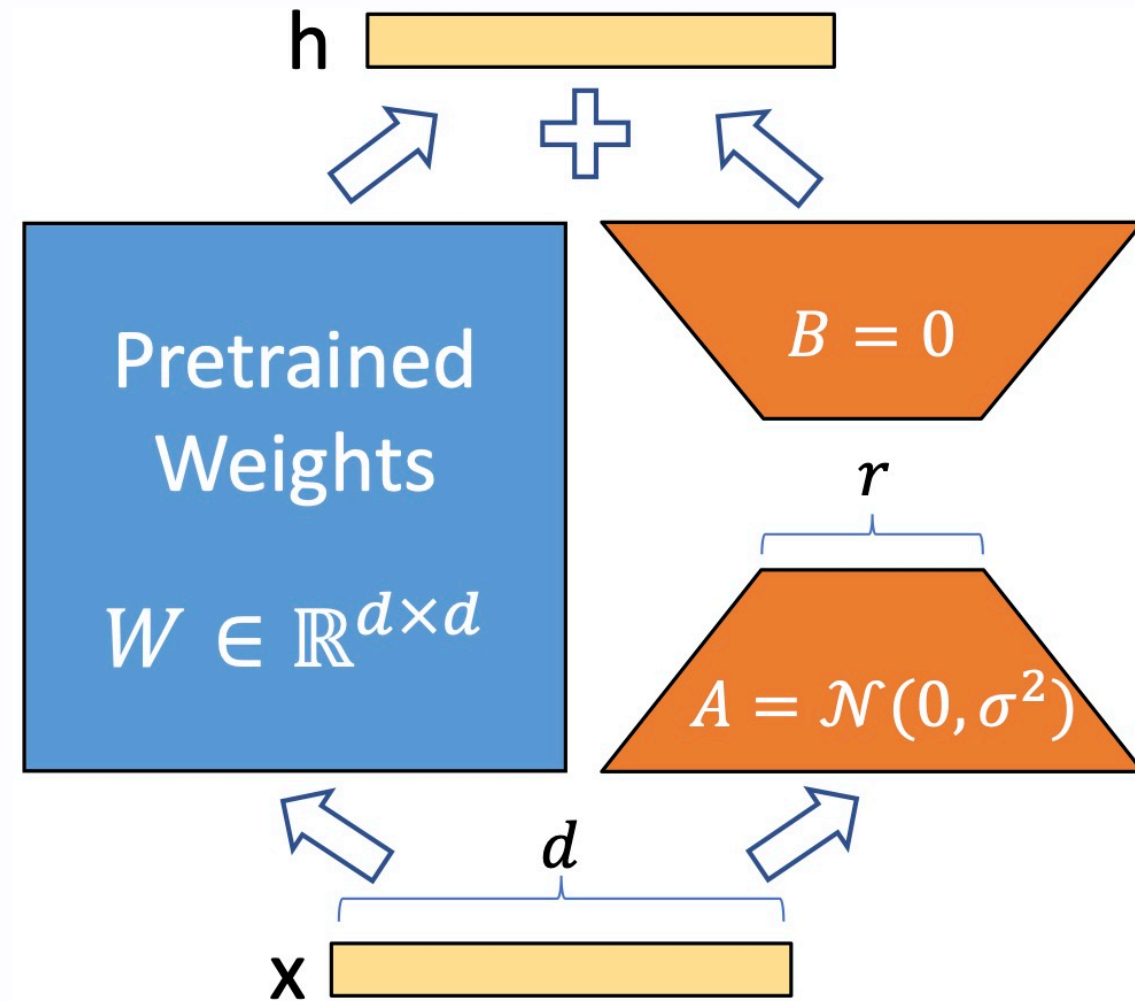 h
Pretrained
Weights
W ∈ ℝ^{d×d}
B = 0
r
A = 𝒩(0, σ²)
d
x